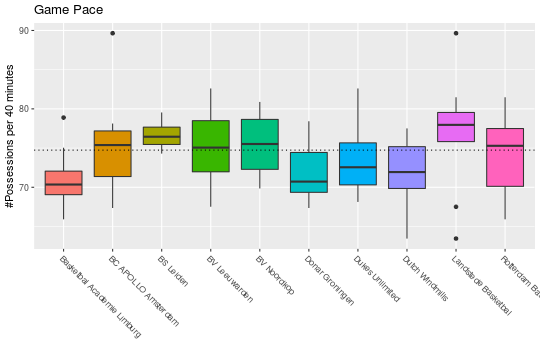 Game Pace
#Possessions per 40 minutes
90
80
70
Basketbal Academie Limburg
BC APOLLO Amsterdam
BS Leiden
BV Leeuwarden
BV Noordkop
Donar Groningen
Dukes Unlimited
Dutch Windmills
Landstede Basketbal
Rotterdam Bas